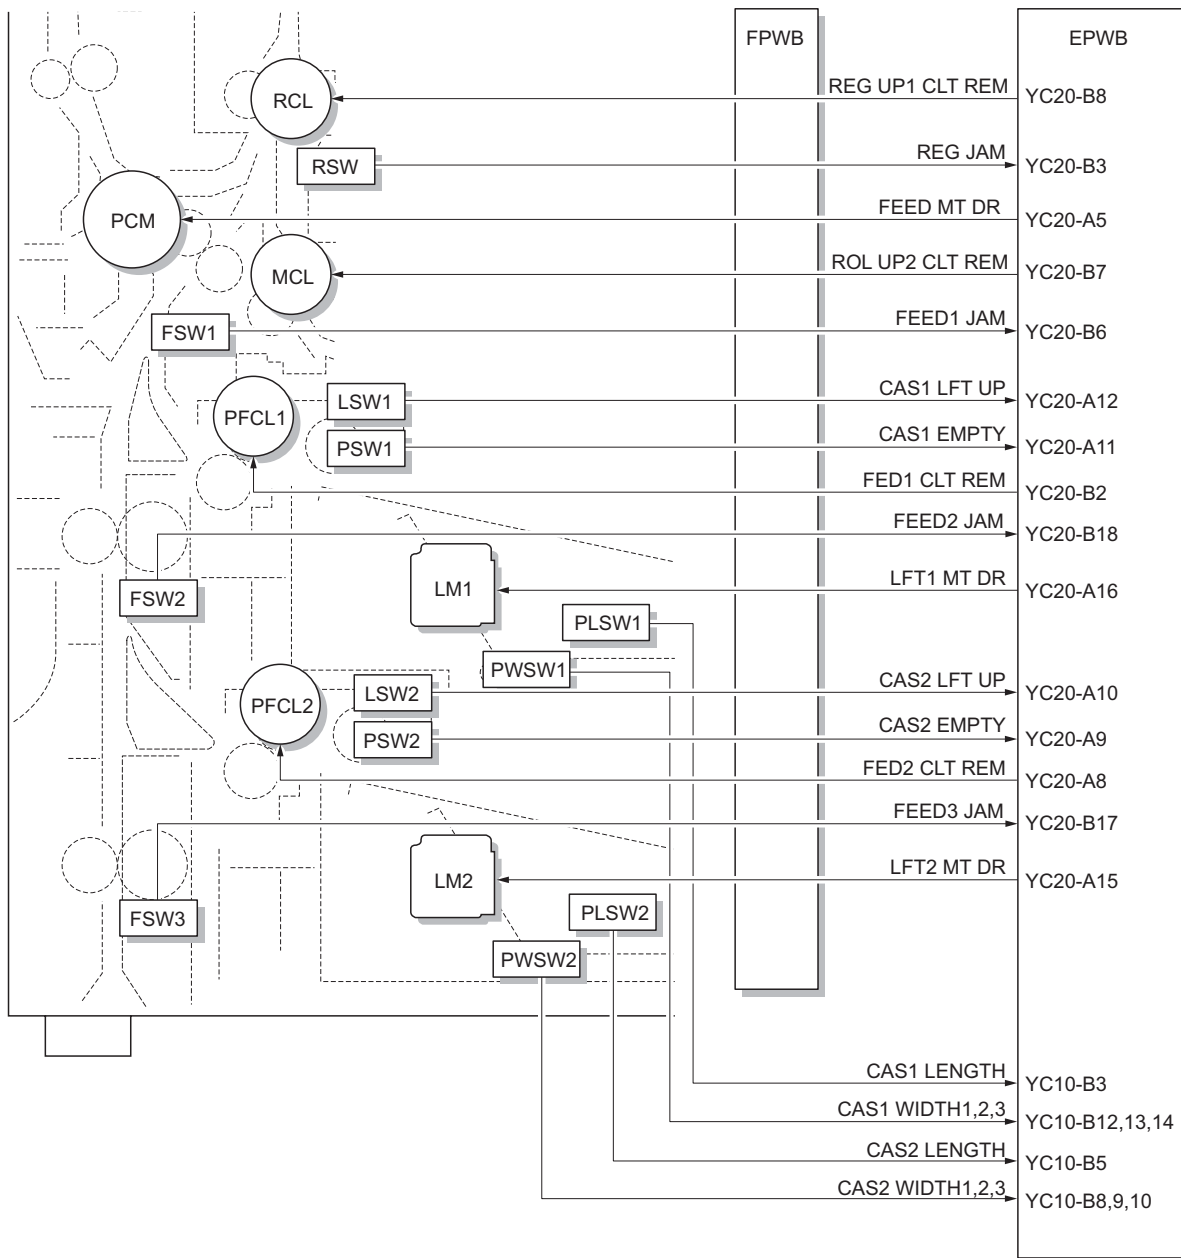 FPWB
EPWB
RCL
REG UP1 CLT REM
YC20-B8
RSW
REG JAM
YC20-B3
PCM
FEED MT DR
YC20-A5
MCL
ROL UP2 CLT REM
YC20-B7
FSW1
FEED1 JAM
YC20-B6
PFCL1
LSW1
CAS1 LFT UP
YC20-A12
PSW1
CAS1 EMPTY
YC20-A11
FED1 CLT REM
YC20-B2
FEED2 JAM
YC20-B18
FSW2
LM1
LFT1 MT DR
YC20-A16
PLSW1
PWSW1
PFCL2
LSW2
CAS2 LFT UP
YC20-A10
PSW2
CAS2 EMPTY
YC20-A9
FED2 CLT REM
YC20-A8
FEED3 JAM
YC20-B17
LM2
LFT2 MT DR
YC20-A15
FSW3
PLSW2
PWSW2
CAS1 LENGTH
YC10-B3
CAS1 WIDTH1,2,3
YC10-B12,13,14
CAS2 LENGTH
YC10-B5
CAS2 WIDTH1,2,3
YC10-B8,9,10